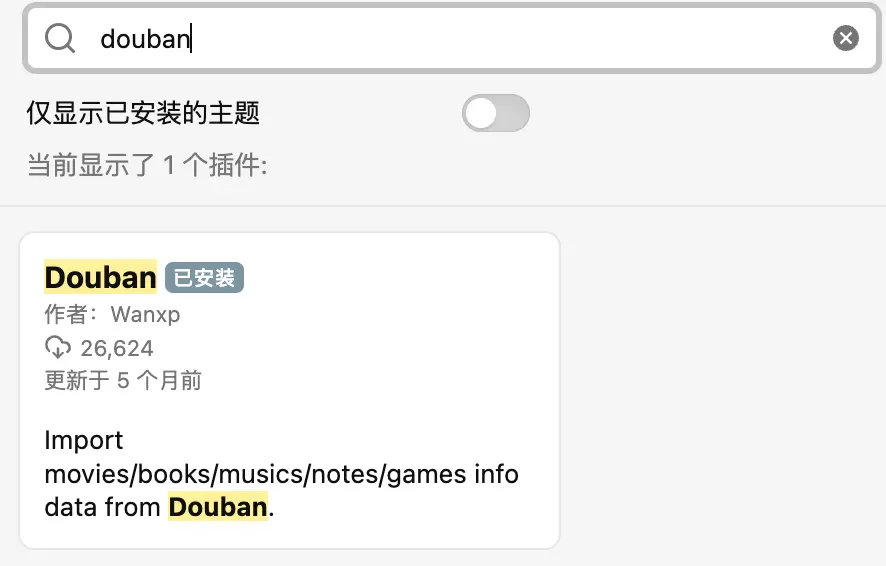 douban
仅显示已安装的主题
当前显示了 1 个插件:
Douban 已安装
作者：Wanxp
26,624
更新于 5 个月前
Import
movies/books/musics/notes/games info
data from Douban.